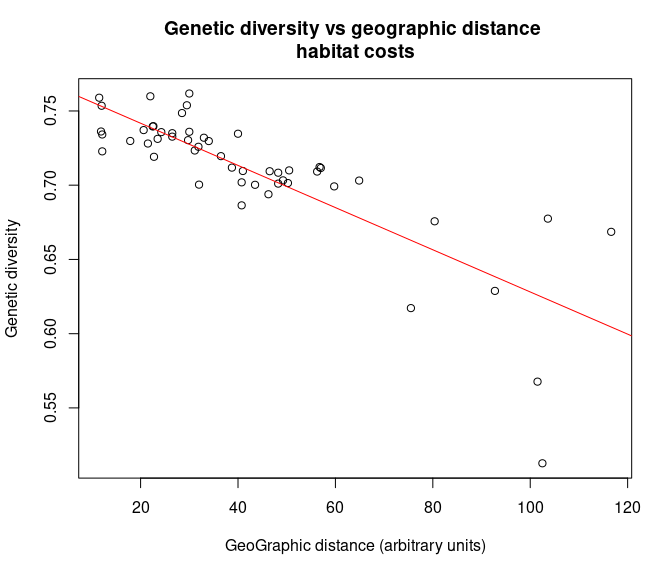 Genetic diversity vs geographic distance
habitat costs
0.75
0.70
0.65
0.60
0.55
Genetic diversity
20 40 60 80 100 120
GeoGraphic distance (arbitrary units)